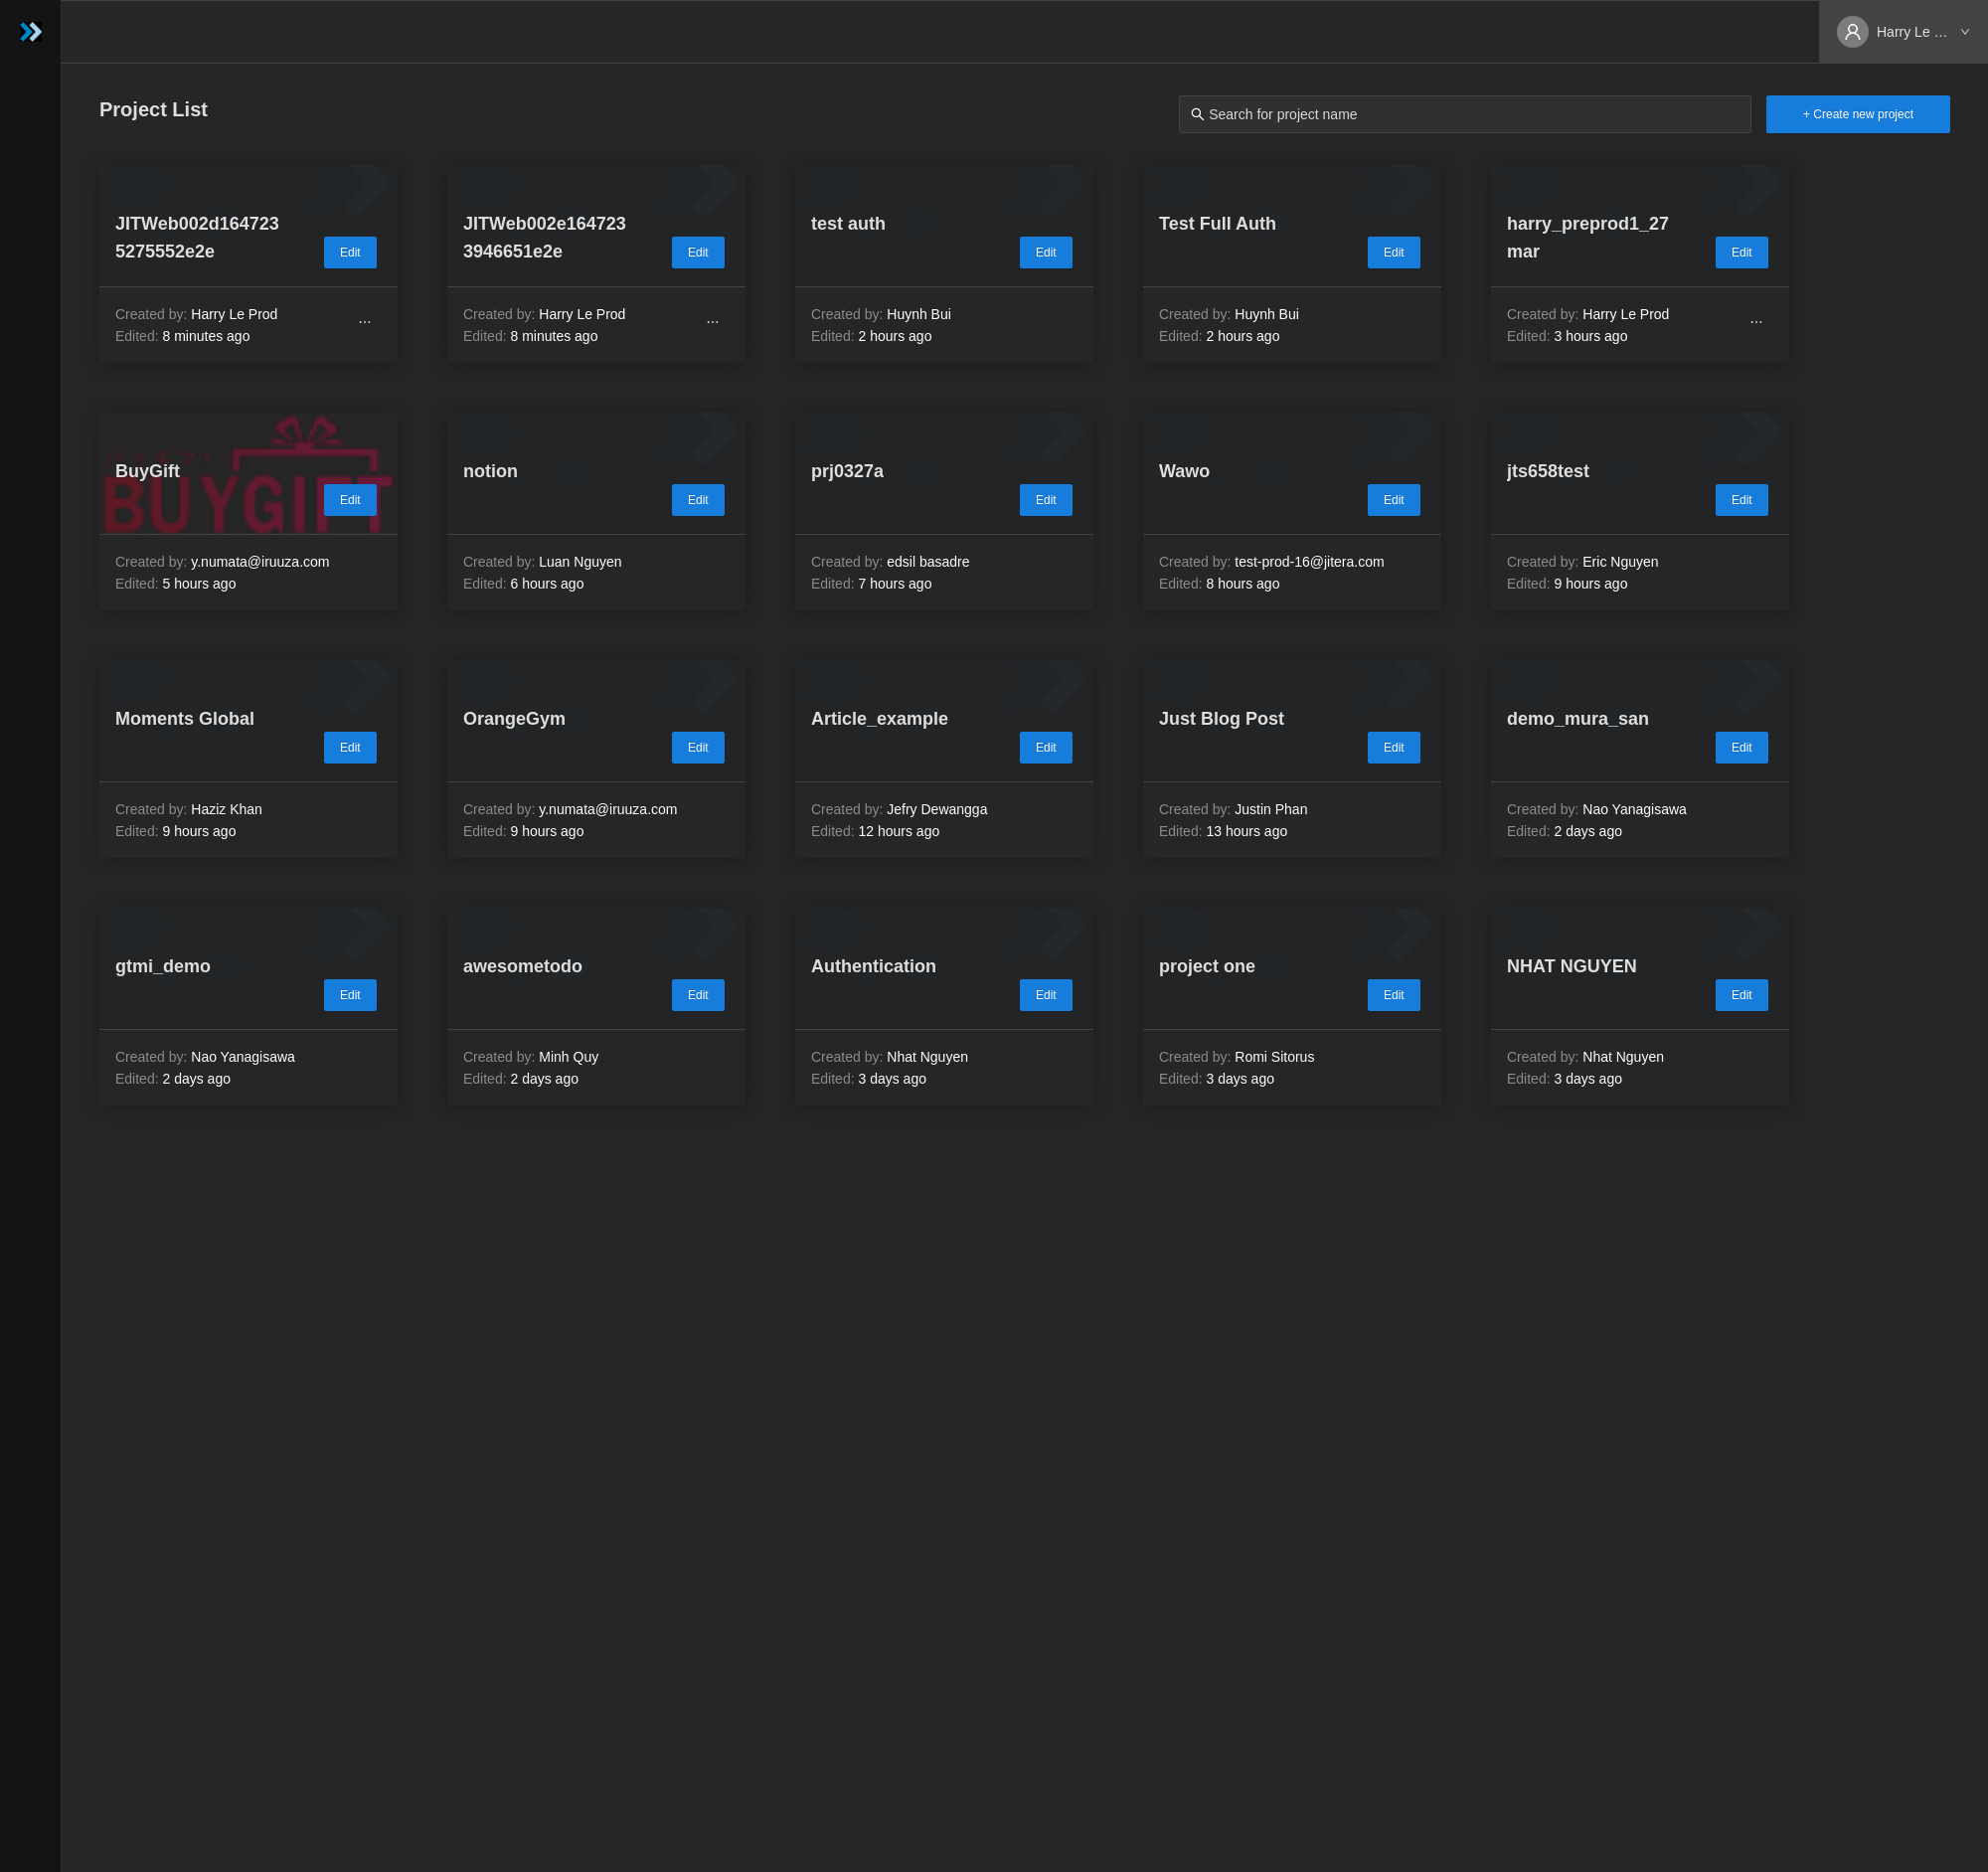 Harry Le ...
Project List
Search for project name
+ Create new project
JITWeb002d164723
5275552e2e
Edit
Created by: Harry Le Prod
Edited: 8 minutes ago
...
JITWeb002e164723
3946651e2e
Edit
Created by: Harry Le Prod
Edited: 8 minutes ago
...
test auth
Edit
Created by: Huynh Bui
Edited: 2 hours ago
Test Full Auth
Edit
Created by: Huynh Bui
Edited: 2 hours ago
harry_preprod1_27
mar
Edit
Created by: Harry Le Prod
Edited: 3 hours ago
...
BuyGift
BUYGIFT
Edit
Created by: y.numata@iruuza.com
Edited: 5 hours ago
notion
Edit
Created by: Luan Nguyen
Edited: 6 hours ago
prj0327a
Edit
Created by: edsil basadre
Edited: 7 hours ago
Wawo
Edit
Created by: test-prod-16@jitera.com
Edited: 8 hours ago
jts658test
Edit
Created by: Eric Nguyen
Edited: 9 hours ago
Moments Global
Edit
Created by: Haziz Khan
Edited: 9 hours ago
OrangeGym
Edit
Created by: y.numata@iruuza.com
Edited: 9 hours ago
Article_example
Edit
Created by: Jefry Dewangga
Edited: 12 hours ago
Just Blog Post
Edit
Created by: Justin Phan
Edited: 13 hours ago
demo_mura_san
Edit
Created by: Nao Yanagisawa
Edited: 2 days ago
gtmi_demo
Edit
Created by: Nao Yanagisawa
Edited: 2 days ago
awesometodo
Edit
Created by: Minh Quy
Edited: 2 days ago
Authentication
Edit
Created by: Nhat Nguyen
Edited: 3 days ago
project one
Edit
Created by: Romi Sitorus
Edited: 3 days ago
NHAT NGUYEN
Edit
Created by: Nhat Nguyen
Edited: 3 days ago